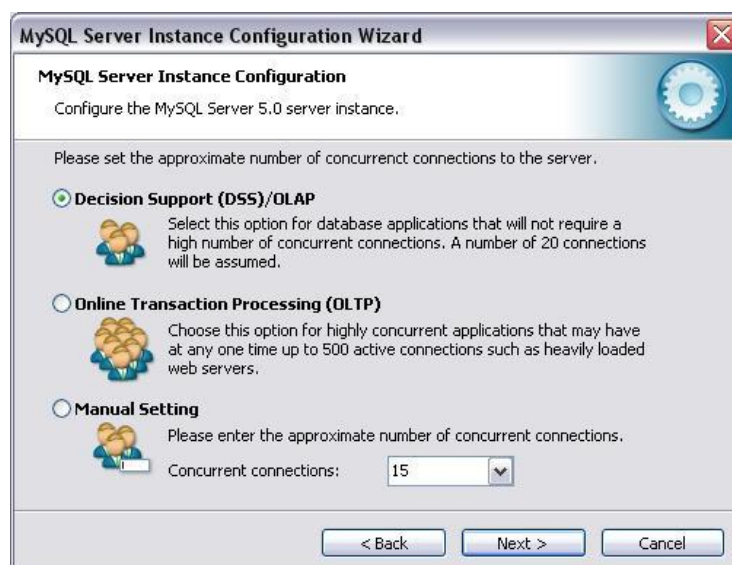 MySQL Server Instance Configuration Wizard
MySQL Server Instance Configuration
Configure the MySQL Server 5.0 server instance.
Please set the approximate number of concurrenct connections to the server.
Decision Support (DSS)/OLAP
Select this option for database applications that will not require a
high number of concurrent connections. A number of 20 connections
will be assumed.
Online Transaction Processing (OLTP)
Choose this option for highly concurrent applications that may have
at any one time up to 500 active connections such as heavily loaded
web servers.
Manual Setting
Please enter the approximate number of concurrent connections.
Concurrent connections: 15
< Back Next > Cancel